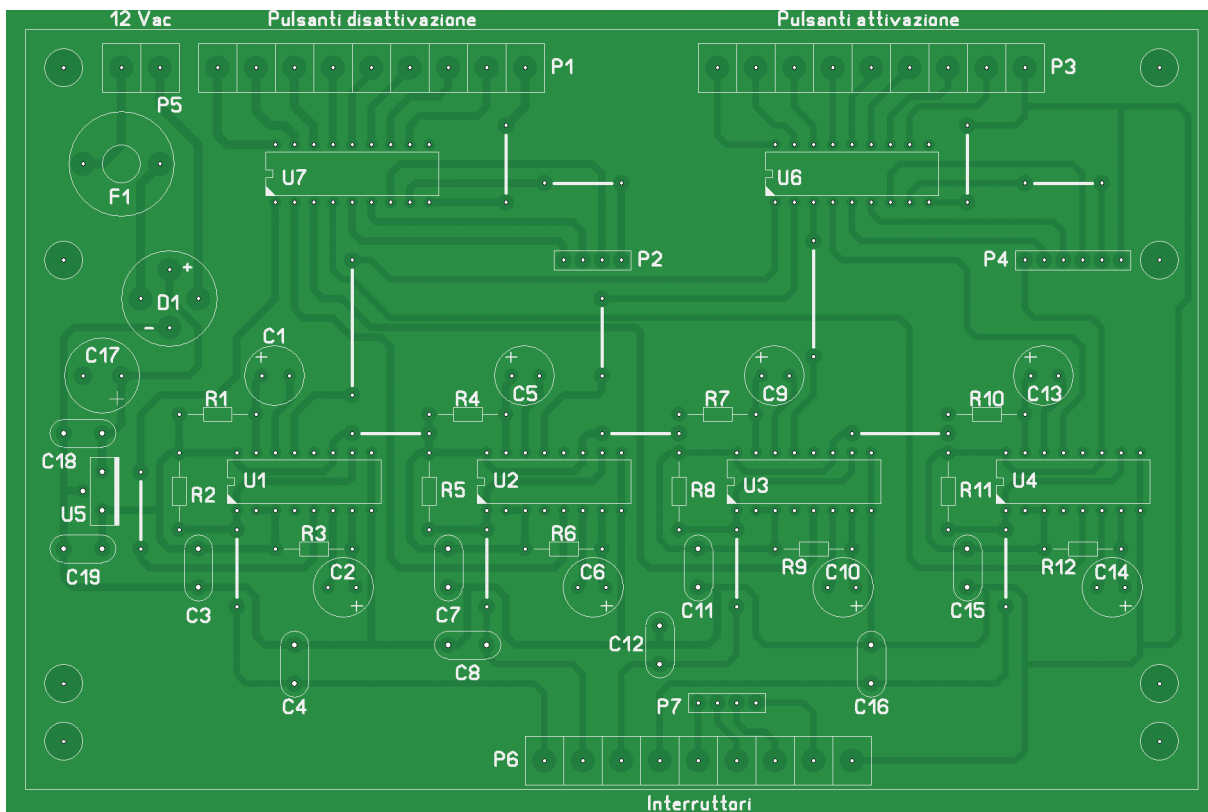 12 Vac
Pulsanti disattivazione
Pulsanti attivazione
P1
P3
P5
F1
U7
U6
P2
P4
+
D1
-
C17
+
C1
+
C5
+
C9
+
C13
+
R1
R4
R7
R10
C18
U5
R2
U1
R5
U2
R8
U3
R11
U4
C19
R3
R6
R9
R12
C2
+
C6
+
C10
+
C14
+
C3
C7
C11
C15
C4
C8
C12
C16
P7
P6
Interruttori